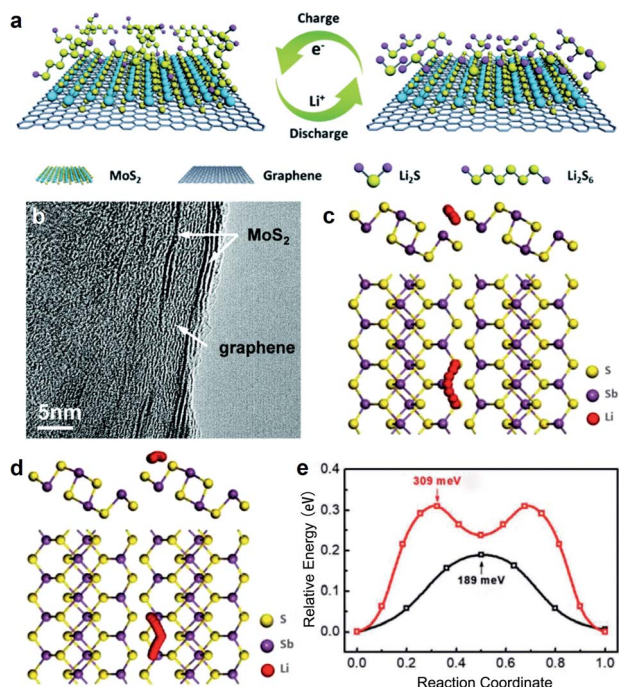 a
Charge
e⁻
Li⁺
Discharge
MoS₂
Graphene
Li₂S
Li₂S₆
b
MoS₂
graphene
5nm
c
S
Sb
Li
d
S
Sb
Li
e
0.4
0.3
0.2
0.1
0.0
Relative Energy (eV)
309 meV
189 meV
0.0 0.2 0.4 0.6 0.8 1.0
Reaction Coordinate